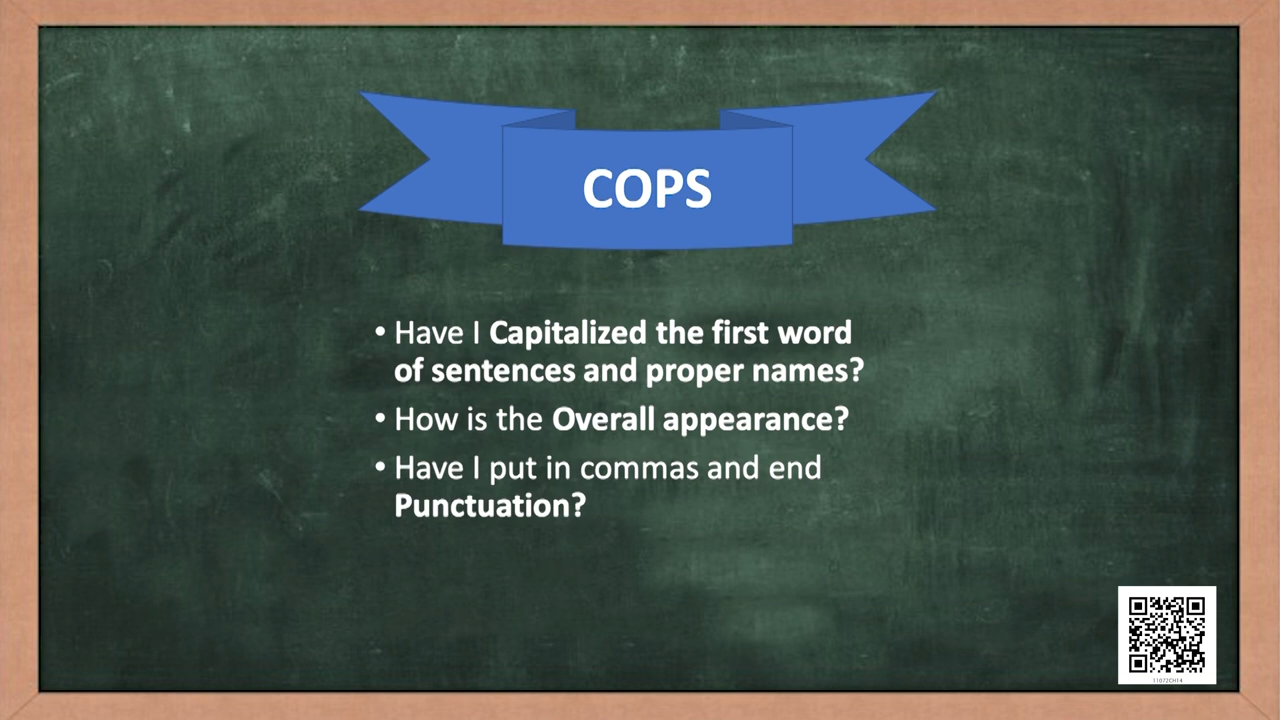 COPS
• Have I Capitalized the first word
of sentences and proper names?
• How is the Overall appearance?
• Have I put in commas and end
Punctuation?
11072CH14